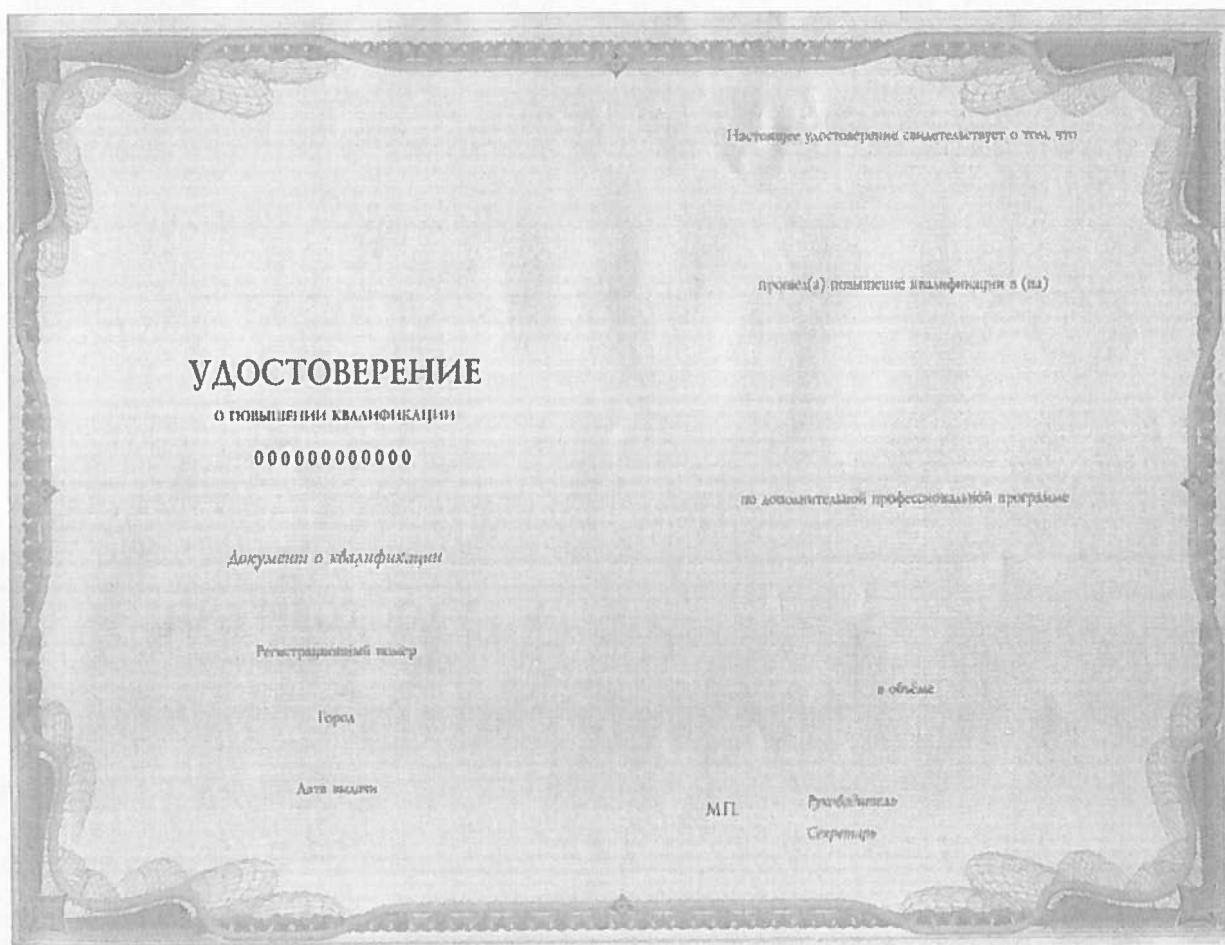 УДОСТОВЕРЕНИЕ
О ПОВЫШЕНИИ КВАЛИФИКАЦИИ
000000000000
Документ о квалификации
Регистрационный номер
Город
Дата выдачи
Настоящее удостоверение свидетельствует о том, что
прошел(а) повышение квалификации в (на)
по дополнительной профессиональной программе
в объёме
М.П.
Руководитель
Секретарь